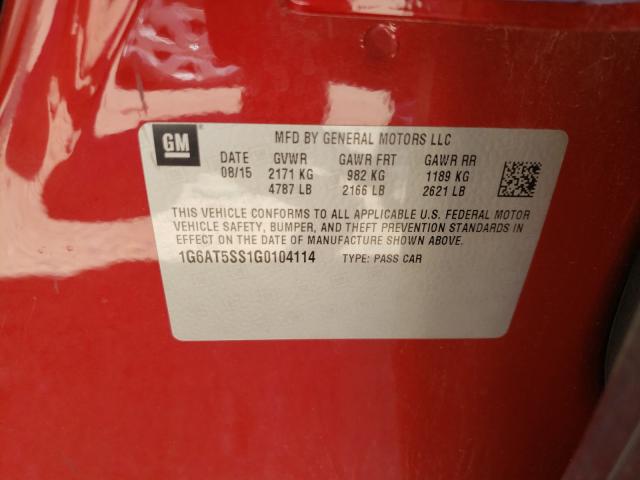 GM
MFD BY GENERAL MOTORS LLC
DATE GVWR GAWR FRT GAWR RR
08/15 2171 KG 982 KG 1189 KG
4787 LB 2166 LB 2621 LB
THIS VEHICLE CONFORMS TO ALL APPLICABLE U.S. FEDERAL MOTOR
VEHICLE SAFETY, BUMPER, AND THEFT PREVENTION STANDARDS IN
EFFECT ON THE DATE OF MANUFACTURE SHOWN ABOVE.
1G6AT5SS1G0104114 TYPE: PASS CAR